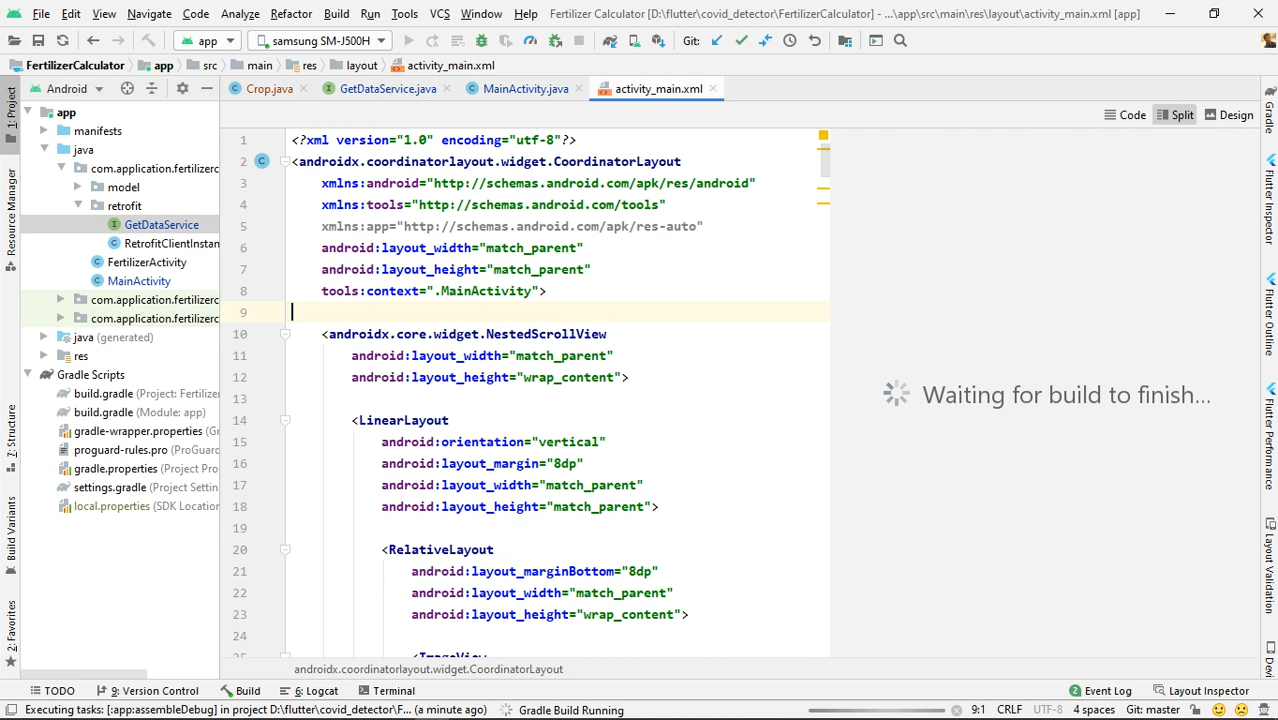 File Edit View Navigate Code Analyze Refactor Build Run Tools VCS Window Help Fertilizer Calculator [D:\flutter\covid_detector\FertilizerCalculator] - ...\app\src\main\res\layout\activity_main.xml [app]
app samsung SM-J500H Git:
FertilizerCalculator app src main res layout activity_main.xml
Android Crop.java GetDataService.java MainActivity.java activity_main.xml
Code Split Design
1: Project
Resource Manager
Z: Structure
Build Variants
2: Favorites
app
manifests
java
com.application.fertilizerc
model
retrofit
GetDataService
RetrofitClientInstan
FertilizerActivity
MainActivity
com.application.fertilizerc
com.application.fertilizerc
java (generated)
res
Gradle Scripts
build.gradle (Project: Fertilizer
build.gradle (Module: app)
gradle-wrapper.properties (Gr
proguard-rules.pro (ProGuar
gradle.properties (Project Pro
settings.gradle (Project Settin
local.properties (SDK Location
1 <?xml version="1.0" encoding="utf-8"?>
2 C <androidx.coordinatorlayout.widget.CoordinatorLayout
3 xmlns:android="http://schemas.android.com/apk/res/android"
4 xmlns:tools="http://schemas.android.com/tools"
5 xmlns:app="http://schemas.android.com/apk/res-auto"
6 android:layout_width="match_parent"
7 android:layout_height="match_parent"
8 tools:context=".MainActivity">
9
10 <androidx.core.widget.NestedScrollView
11 android:layout_width="match_parent"
12 android:layout_height="wrap_content">
13
14 <LinearLayout
15 android:orientation="vertical"
16 android:layout_margin="8dp"
17 android:layout_width="match_parent"
18 android:layout_height="match_parent">
19
20 <RelativeLayout
21 android:layout_marginBottom="8dp"
22 android:layout_width="match_parent"
23 android:layout_height="wrap_content">
24
25 <ImageView
androidx.coordinatorlayout.widget.CoordinatorLayout
Waiting for build to finish...
Gradle
Flutter Inspector
Flutter Outline
Flutter Performance
Layout Validation
Devi
TODO 9: Version Control Build 6: Logcat Terminal 2 Event Log Layout Inspector
Executing tasks: [:app:assembleDebug] in project D:\flutter\covid_detector\F... (a minute ago) Gradle Build Running 9:1 CRLF UTF-8 4 spaces Git: master